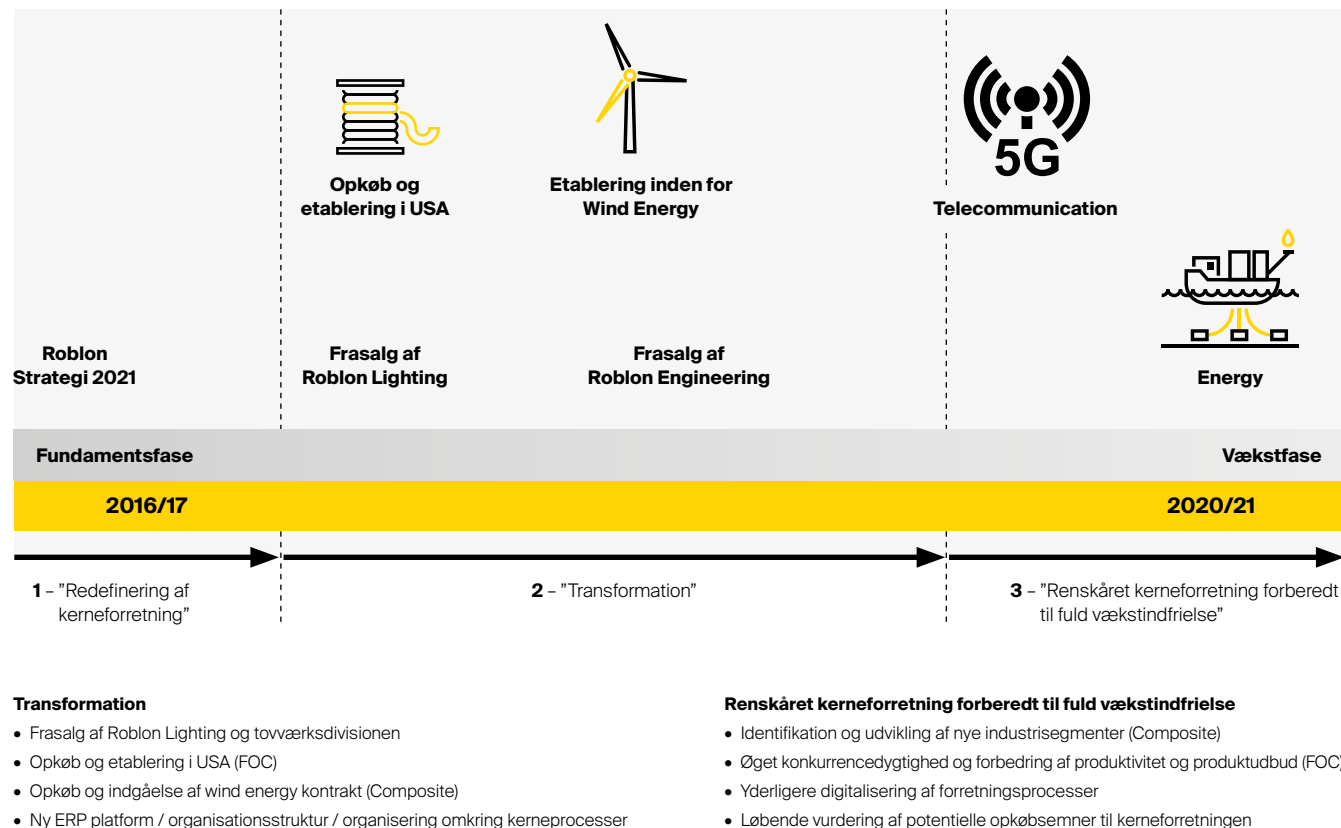 5G
Opkøb og
etablering i USA
Etablering inden for
Wind Energy
Telecommunication
Roblon
Strategi 2021
Frasalg af
Roblon Lighting
Frasalg af
Roblon Engineering
Energy
Fundamentsfase
Vækstfase
2016/17
2020/21
1 – ”Redefinering af
kerneforretning”
2 – ”Transformation”
3 – ”Renskåret kerneforretning forberedt
til fuld vækstindfrielse”
Transformation
• Frasalg af Roblon Lighting og tovværksdivisionen
• Opkøb og etablering i USA (FOC)
• Opkøb og indgåelse af wind energy kontrakt (Composite)
• Ny ERP platform / organisationsstruktur / organisering omkring kerneprocesser
Renskåret kerneforretning forberedt til fuld vækstindfrielse
• Identifikation og udvikling af nye industrisegmenter (Composite)
• Øget konkurrencedygtighed og forbedring af produktivitet og produktudbud (FOC)
• Yderligere digitalisering af forretningsprocesser
• Løbende vurdering af potentielle opkøbsemner til kerneforretningen